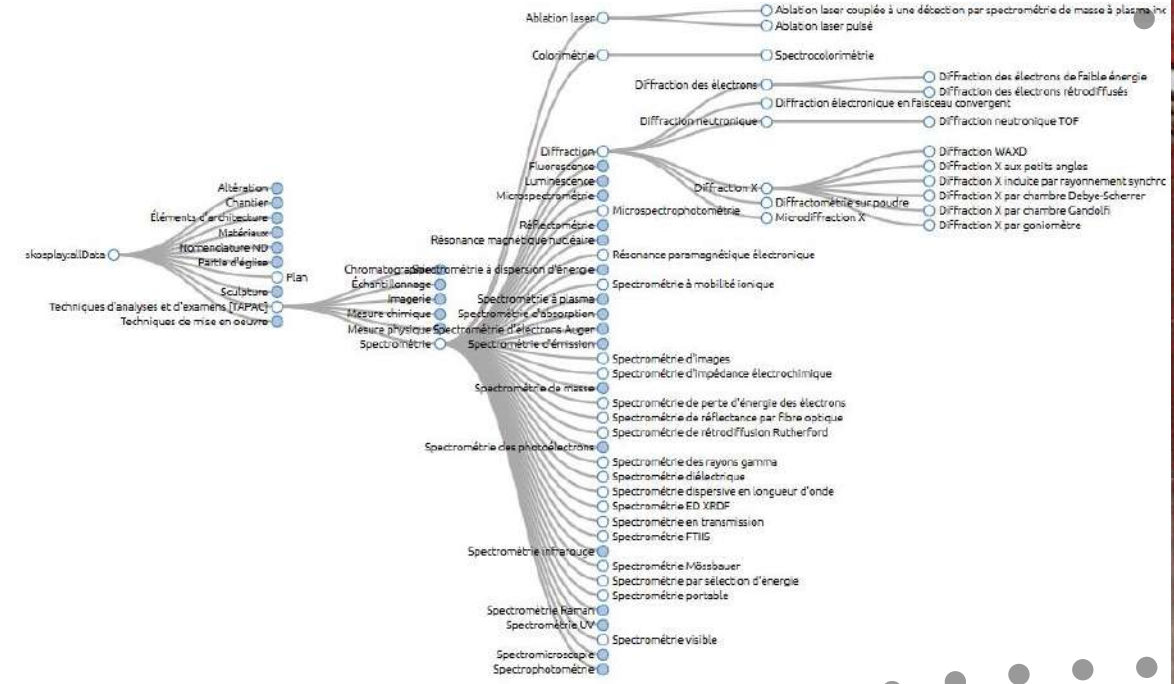 skosplay:allData
Altération
Chantier
Éléments d'architecture
Matériaux
Nomenclature ND
Partie d'église
Plan
Sculpture
Techniques d'analyses et d'examens [TAPAC]
Techniques de mise en oeuvre
Chromatographie
Échantillonnage
Imagerie
Mesure chimique
Mesure physique
Spectrométrie
Ablation laser
Colorimétrie
Diffraction
Fluorescence
Luminescence
Microspectrométrie
Microspectrophotométrie
Réflectométrie
Résonance magnétique nucléaire
Résonance paramagnétique électronique
Spectrométrie à dispersion d'énergie
Spectrométrie à mobilité ionique
Spectrométrie à plasma
Spectrométrie d'absorption
Spectrométrie d'électrons Auger
Spectrométrie d'émission
Spectrométrie d'images
Spectrométrie d'impédance électrochimique
Spectrométrie de masse
Spectrométrie de perte d'énergie des électrons
Spectrométrie de réflectance par fibre optique
Spectrométrie de rétrodiffusion Rutherford
Spectrométrie des photoélectrons
Spectrométrie des rayons gamma
Spectrométrie diélectrique
Spectrométrie dispersive en longueur d'onde
Spectrométrie ED XRDF
Spectrométrie en transmission
Spectrométrie FTIIS
Spectrométrie infrarouge
Spectrométrie Mössbauer
Spectrométrie par sélection d'énergie
Spectrométrie portable
Spectrométrie Raman
Spectrométrie UV
Spectrométrie visible
Spectromicroscopie
Spectrophotométrie
Ablation laser couplée à une détection par spectrométrie de masse à plasma inc
Ablation laser pulsé
Spectrocolorimétrie
Diffraction des électrons
Diffraction électronique en faisceau convergent
Diffraction neutronique
Diffraction X
Diffractométrie sur poudre
Microdiffraction X
Diffraction des électrons de faible énergie
Diffraction des électrons rétrodiffusés
Diffraction neutronique TOF
Diffraction WAXD
Diffraction X aux petits angles
Diffraction X induite par rayonnement synchro
Diffraction X par chambre Debye-Scherrer
Diffraction X par chambre Gandolfi
Diffraction X par goniomètre